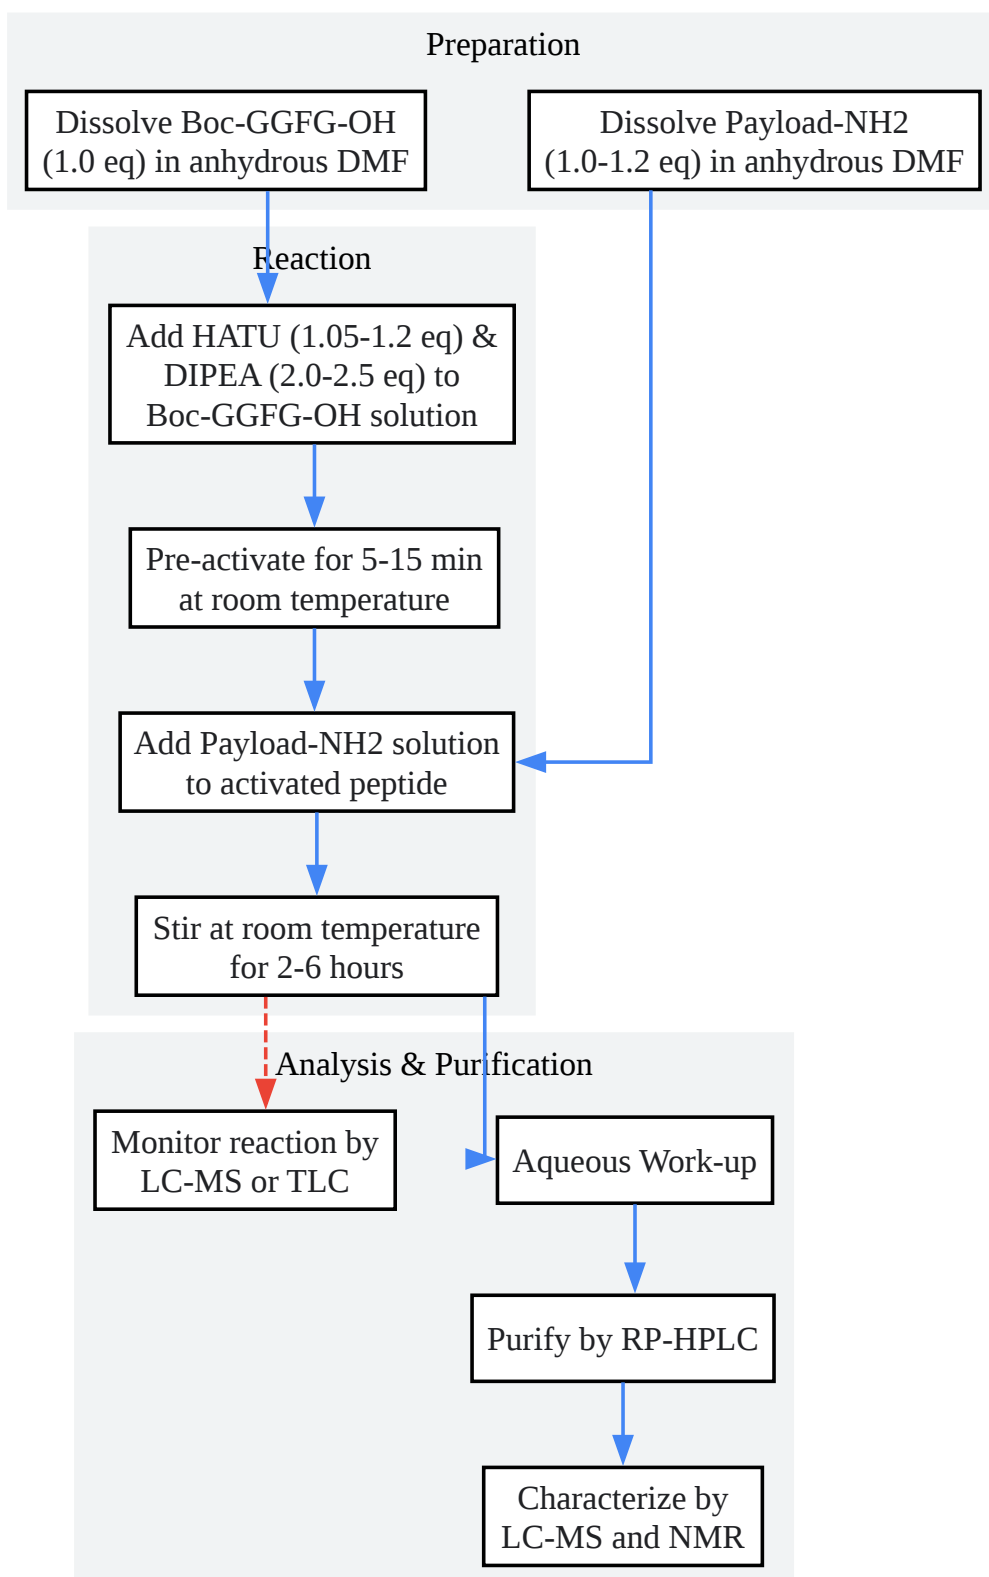 Preparation
Dissolve Boc-GGFG-OH
(1.0 eq) in anhydrous DMF
Dissolve Payload-NH2
(1.0-1.2 eq) in anhydrous DMF
Reaction
Add HATU (1.05-1.2 eq) &
DIPEA (2.0-2.5 eq) to
Boc-GGFG-OH solution
Pre-activate for 5-15 min
at room temperature
Add Payload-NH2 solution
to activated peptide
Stir at room temperature
for 2-6 hours
Analysis & Purification
Monitor reaction by
LC-MS or TLC
Aqueous Work-up
Purify by RP-HPLC
Characterize by
LC-MS and NMR